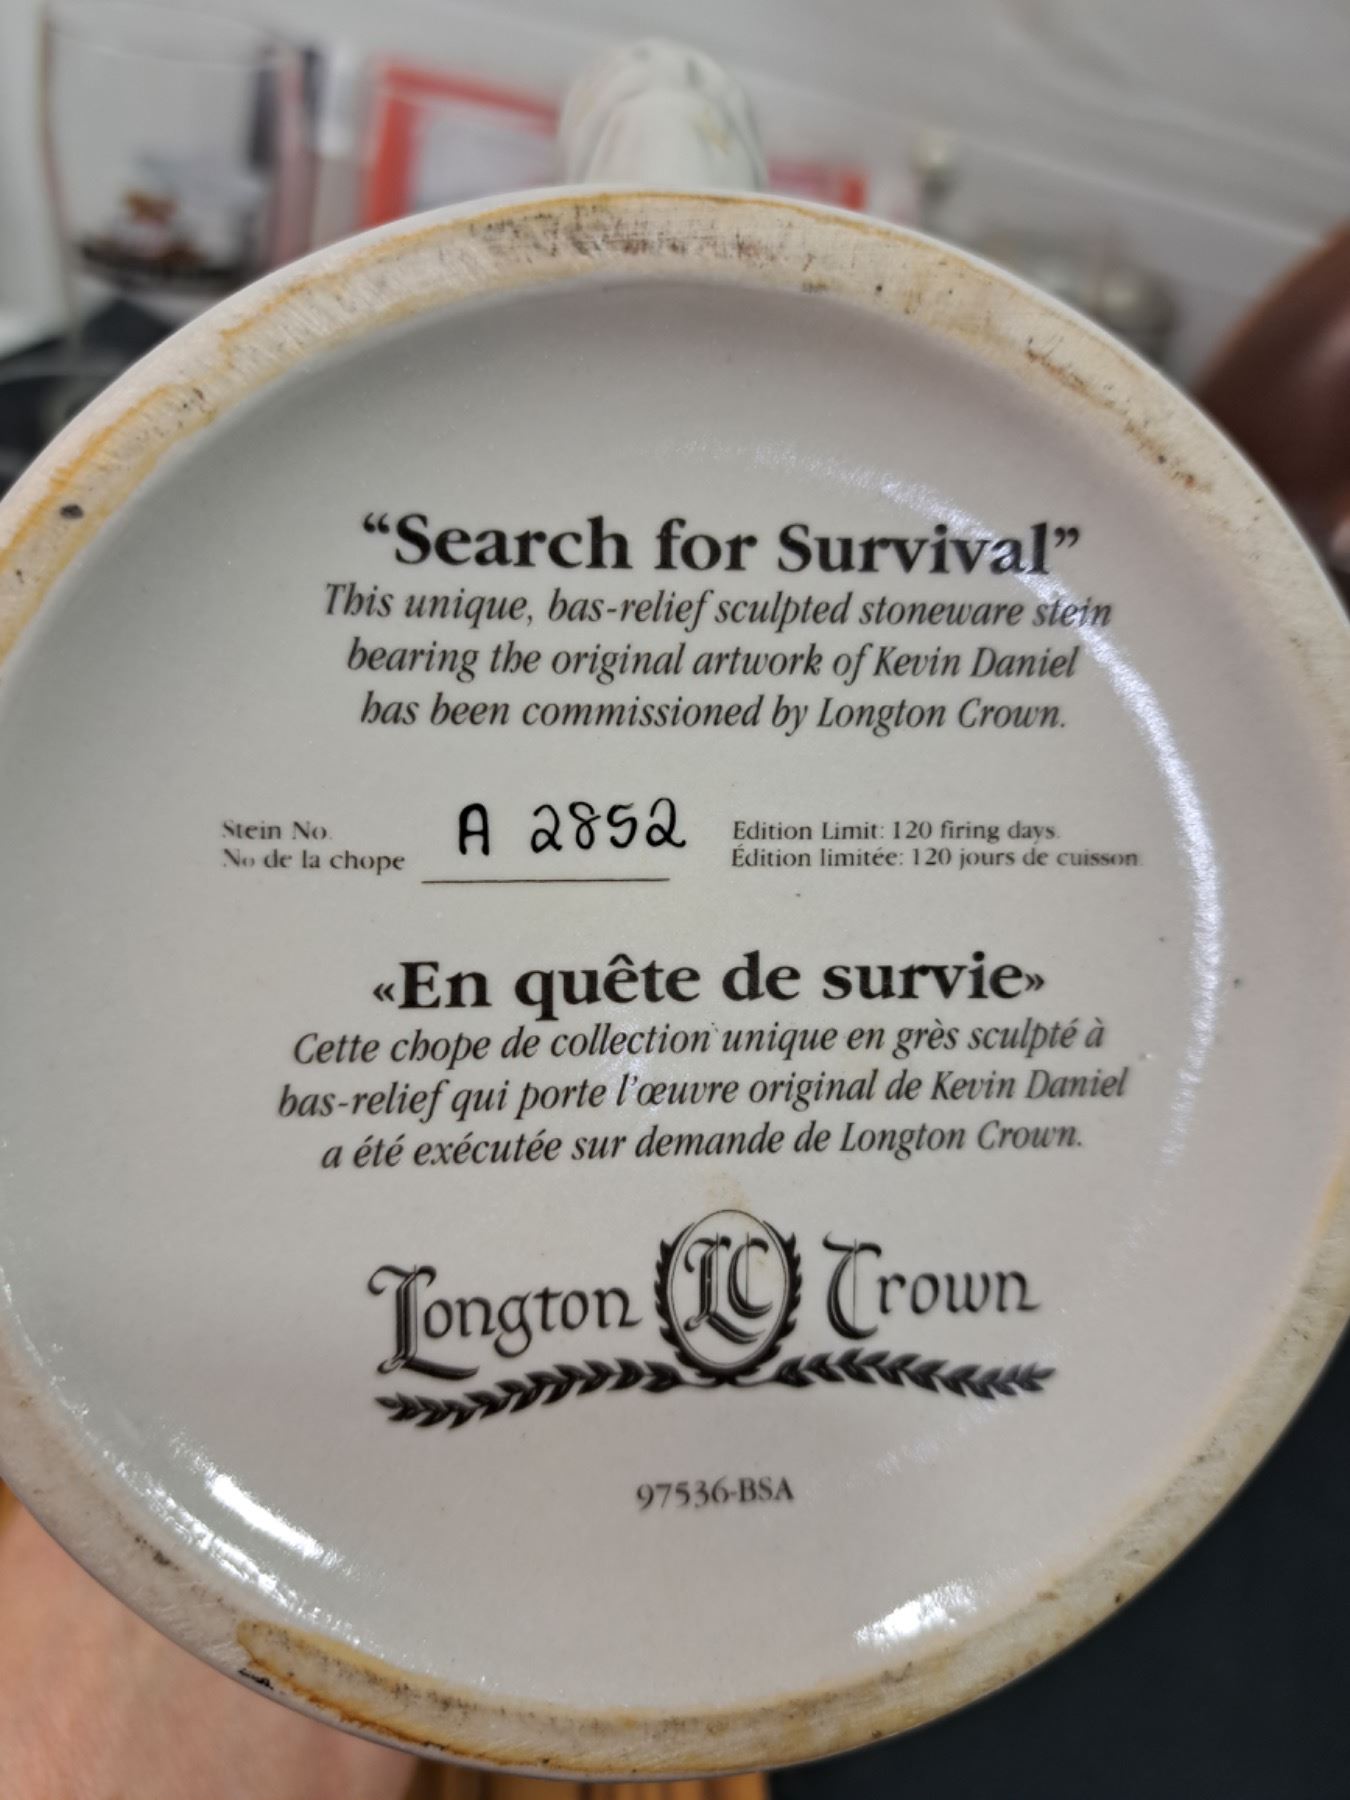 “Search for Survival”
This unique, bas-relief sculpted stoneware stein
bearing the original artwork of Kevin Daniel
has been commissioned by Longton Crown.
Stein No.
No de la chope
A 2852
Edition Limit: 120 firing days.
Édition limitée: 120 jours de cuisson.
«En quête de survie»
Cette chope de collection unique en grès sculpté à
bas-relief qui porte l’œuvre original de Kevin Daniel
a été exécutée sur demande de Longton Crown.
Longton LC Crown
97536-BSA